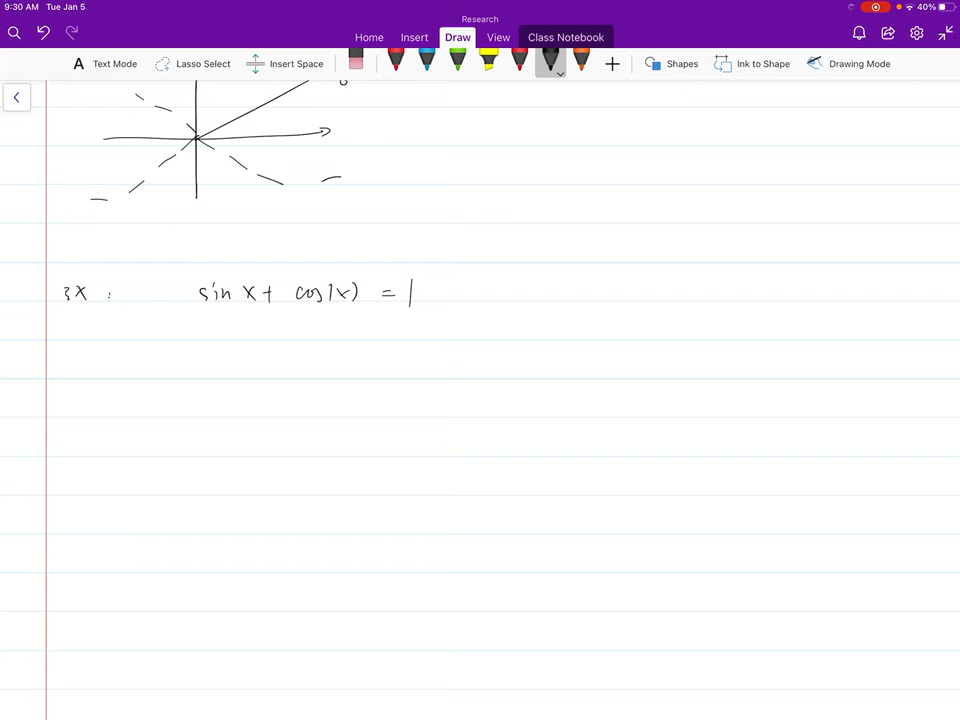 9:30 AM Tue Jan 5
40%
Research
Home Insert Draw View Class Notebook
A Text Mode Lasso Select Insert Space Shapes Ink to Shape Drawing Mode
sin x + cos(x) = 1